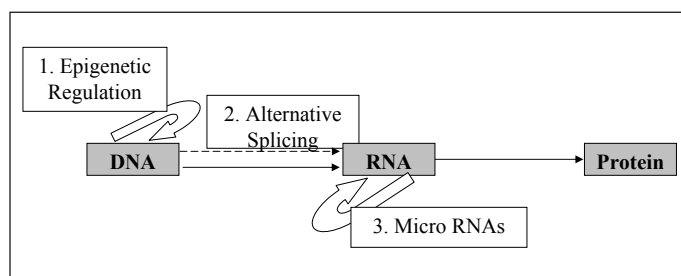 1. Epigenetic
Regulation
2. Alternative
Splicing
DNA
RNA
Protein
3. Micro RNAs